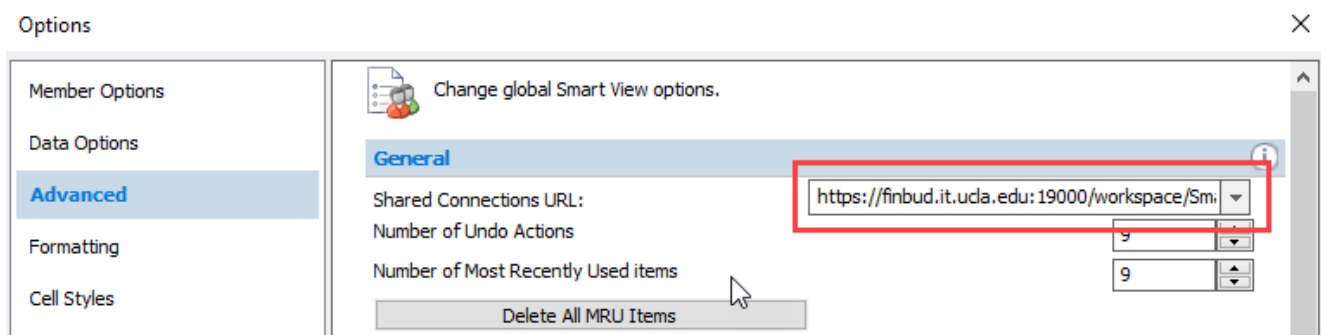 Options
Member Options
Data Options
Advanced
Formatting
Cell Styles
Change global Smart View options.
General
Shared Connections URL:
https://finbud.it.ucla.edu:19000/workspace/Sm
Number of Undo Actions
9
Number of Most Recently Used items
9
Delete All MRU Items